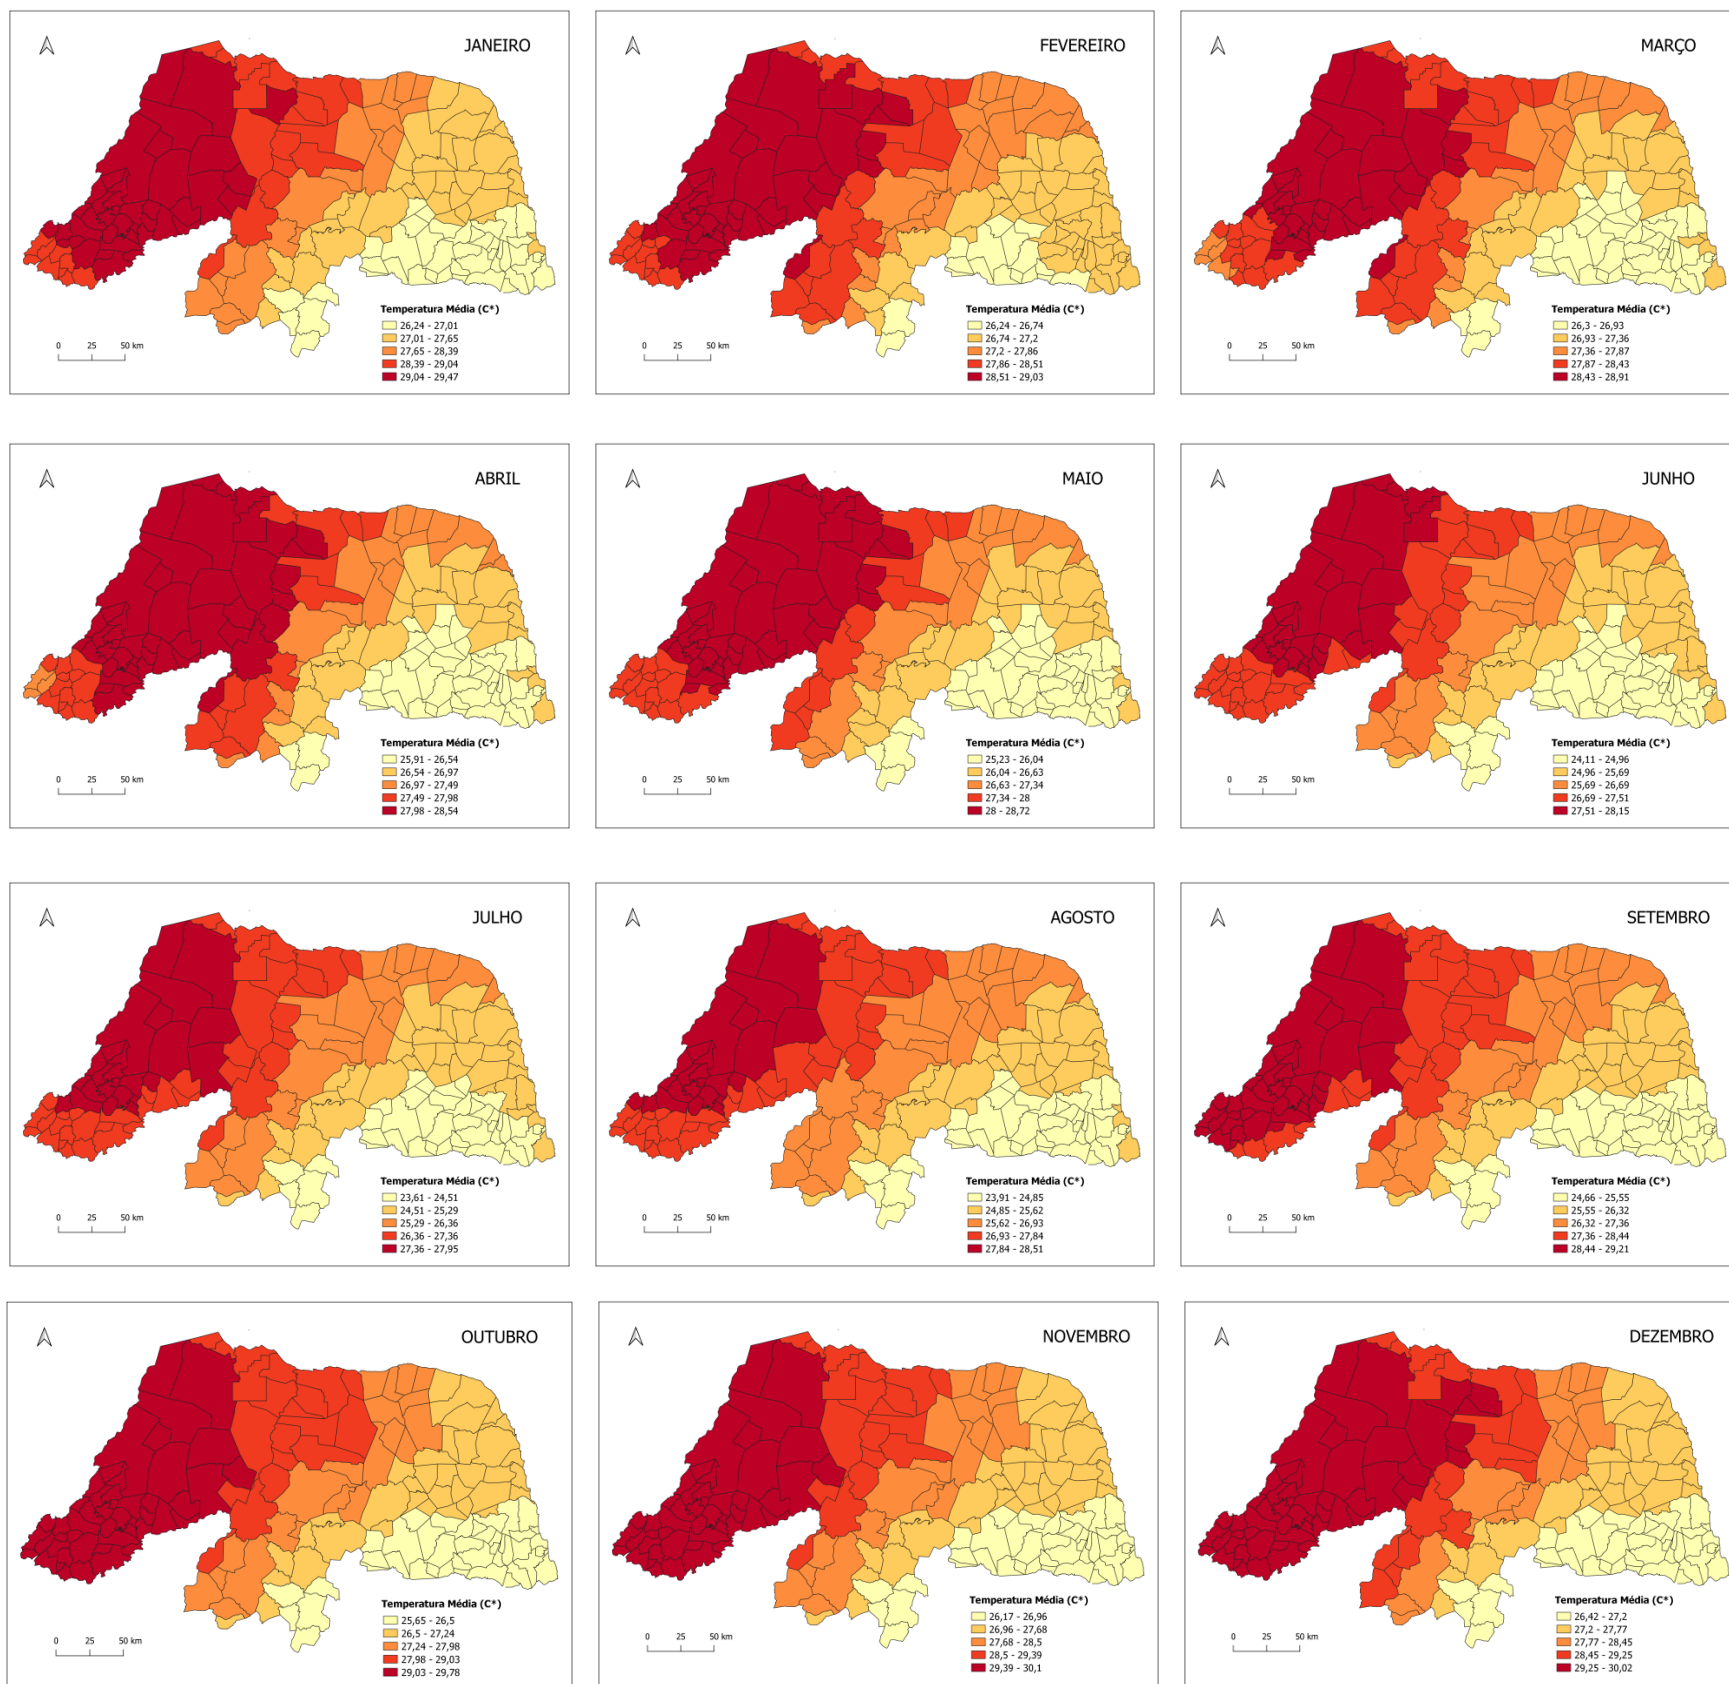 JANEIRO
Temperatura Média (C*)
26,24 - 27,01
27,01 - 27,65
27,65 - 28,39
28,39 - 29,04
29,04 - 29,47
0 25 50 km
FEVEREIRO
Temperatura Média (C*)
26,24 - 26,74
26,74 - 27,2
27,2 - 27,86
27,86 - 28,51
28,51 - 29,03
0 25 50 km
MARÇO
Temperatura Média (C*)
26,3 - 26,93
26,93 - 27,36
27,36 - 27,87
27,87 - 28,43
28,43 - 28,91
0 25 50 km
ABRIL
Temperatura Média (C*)
25,91 - 26,54
26,54 - 26,97
26,97 - 27,49
27,49 - 27,98
27,98 - 28,54
0 25 50 km
MAIO
Temperatura Média (C*)
25,23 - 26,04
26,04 - 26,63
26,63 - 27,34
27,34 - 28
28 - 28,72
0 25 50 km
JUNHO
Temperatura Média (C*)
24,11 - 24,96
24,96 - 25,69
25,69 - 26,69
26,69 - 27,51
27,51 - 28,15
0 25 50 km
JULHO
Temperatura Média (C*)
23,61 - 24,51
24,51 - 25,29
25,29 - 26,36
26,36 - 27,36
27,36 - 27,95
0 25 50 km
AGOSTO
Temperatura Média (C*)
23,91 - 24,85
24,85 - 25,62
25,62 - 26,93
26,93 - 27,84
27,84 - 28,51
0 25 50 km
SETEMBRO
Temperatura Média (C*)
24,66 - 25,55
25,55 - 26,32
26,32 - 27,36
27,36 - 28,44
28,44 - 29,21
0 25 50 km
OUTUBRO
Temperatura Média (C*)
25,65 - 26,5
26,5 - 27,24
27,24 - 27,98
27,98 - 29,03
29,03 - 29,78
0 25 50 km
NOVEMBRO
Temperatura Média (C*)
26,17 - 26,96
26,96 - 27,68
27,68 - 28,5
28,5 - 29,39
29,39 - 30,1
0 25 50 km
DEZEMBRO
Temperatura Média (C*)
26,42 - 27,2
27,2 - 27,77
27,77 - 28,45
28,45 - 29,25
29,25 - 30,02
0 25 50 km